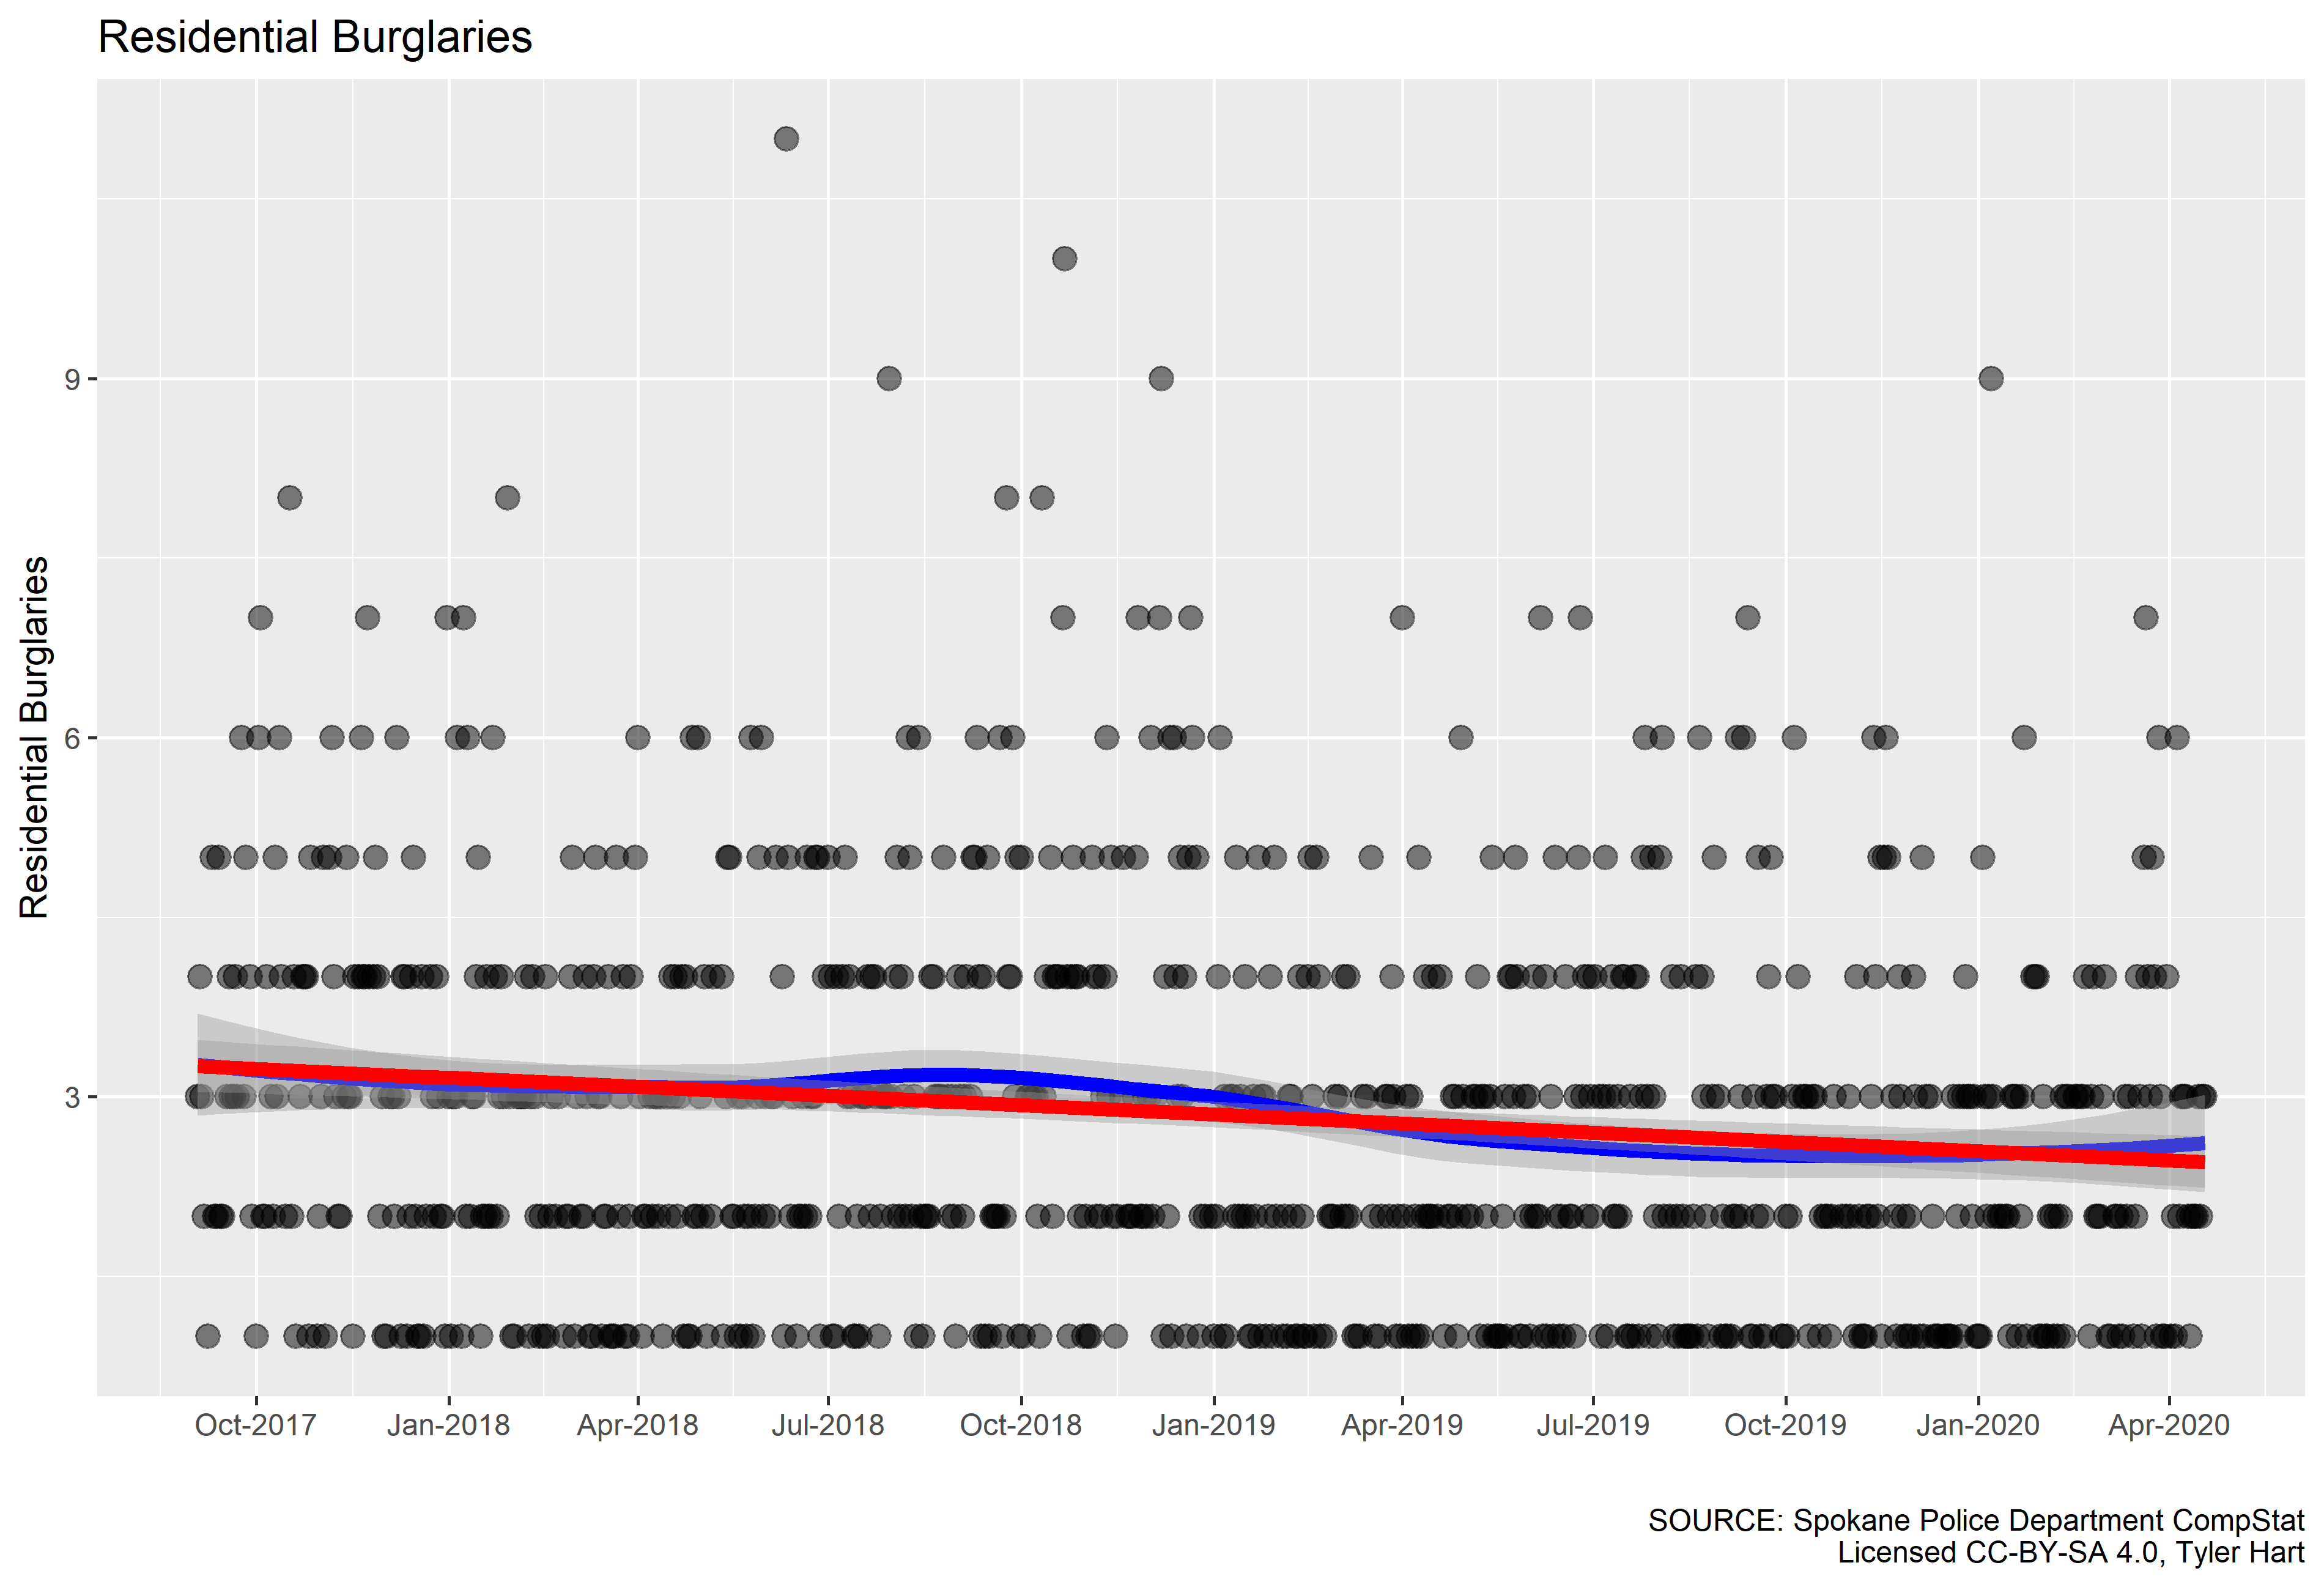 Residential Burglaries
Residential Burglaries
9
6
3
Oct-2017 Jan-2018 Apr-2018 Jul-2018 Oct-2018 Jan-2019 Apr-2019 Jul-2019 Oct-2019 Jan-2020 Apr-2020
SOURCE: Spokane Police Department CompStat
Licensed CC-BY-SA 4.0, Tyler Hart